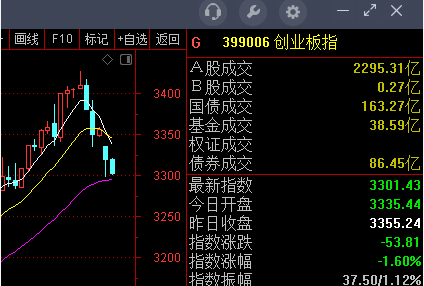 画线 F10 标记 +自选 返回
G 399006 创业板指
A股成交 2295.31亿
B股成交 0.27亿
国债成交 163.27亿
基金成交 38.59亿
权证成交
债券成交 86.45亿
最新指数 3301.43
今日开盘 3335.44
昨日收盘 3355.24
指数涨跌 -53.81
指数涨幅 -1.60%
指数振幅 37.50/1.12%
3400
3350
3300
3250
3200